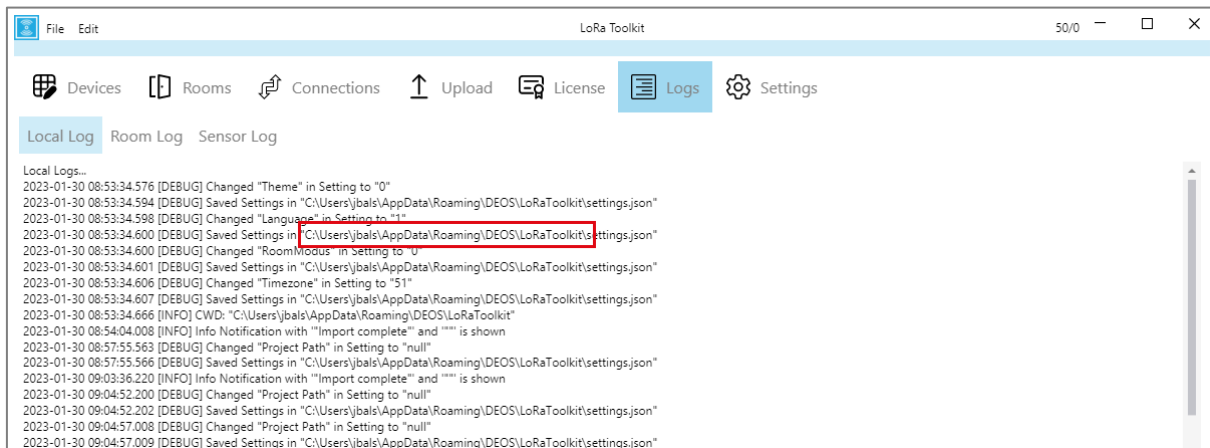 File Edit LoRa Toolkit 50/0
Devices Rooms Connections Upload License Logs Settings
Local Log Room Log Sensor Log
Local Logs...
2023-01-30 08:53:34.576 [DEBUG] Changed "Theme" in Setting to "0"
2023-01-30 08:53:34.594 [DEBUG] Saved Settings in "C:\Users\jbals\AppData\Roaming\DEOS\LoRaToolkit\settings.json"
2023-01-30 08:53:34.598 [DEBUG] Changed "Language" in Setting to "1"
2023-01-30 08:53:34.600 [DEBUG] Saved Settings in "C:\Users\jbals\AppData\Roaming\DEOS\LoRaToolkit\settings.json"
2023-01-30 08:53:34.600 [DEBUG] Changed "RoomModus" in Setting to "0"
2023-01-30 08:53:34.601 [DEBUG] Saved Settings in "C:\Users\jbals\AppData\Roaming\DEOS\LoRaToolkit\settings.json"
2023-01-30 08:53:34.606 [DEBUG] Changed "Timezone" in Setting to "51"
2023-01-30 08:53:34.607 [DEBUG] Saved Settings in "C:\Users\jbals\AppData\Roaming\DEOS\LoRaToolkit\settings.json"
2023-01-30 08:53:34.666 [INFO] CWD: "C:\Users\jbals\AppData\Roaming\DEOS\LoRaToolkit"
2023-01-30 08:54:04.008 [INFO] Info Notification with '"Import complete"' and '""' is shown
2023-01-30 08:57:55.563 [DEBUG] Changed "Project Path" in Setting to "null"
2023-01-30 08:57:55.566 [DEBUG] Saved Settings in "C:\Users\jbals\AppData\Roaming\DEOS\LoRaToolkit\settings.json"
2023-01-30 09:03:36.220 [INFO] Info Notification with '"Import complete"' and '""' is shown
2023-01-30 09:04:52.200 [DEBUG] Changed "Project Path" in Setting to "null"
2023-01-30 09:04:52.202 [DEBUG] Saved Settings in "C:\Users\jbals\AppData\Roaming\DEOS\LoRaToolkit\settings.json"
2023-01-30 09:04:57.008 [DEBUG] Changed "Project Path" in Setting to "null"
2023-01-30 09:04:57.009 [DEBUG] Saved Settings in "C:\Users\jbals\AppData\Roaming\DEOS\LoRaToolkit\settings.json"